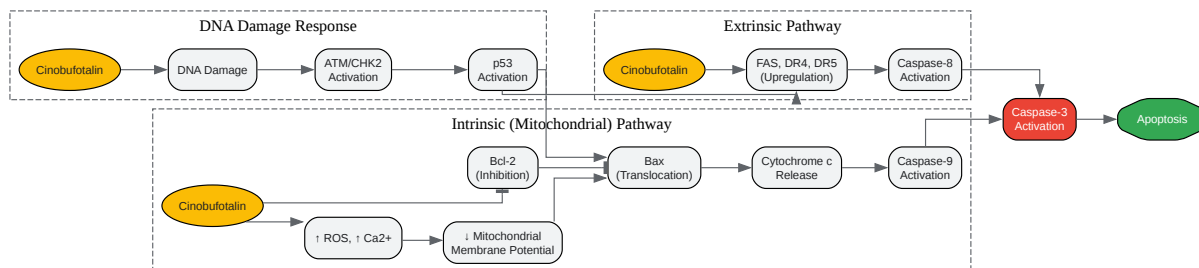 DNA Damage Response
Cinobufotalin
DNA Damage
ATM/CHK2
Activation
p53
Activation
Extrinsic Pathway
Cinobufotalin
FAS, DR4, DR5
(Upregulation)
Caspase-8
Activation
Caspase-3
Activation
Apoptosis
Intrinsic (Mitochondrial) Pathway
Bcl-2
(Inhibition)
Bax
(Translocation)
Cytochrome c
Release
Caspase-9
Activation
Cinobufotalin
↑ ROS, ↑ Ca2+
↓ Mitochondrial
Membrane Potential